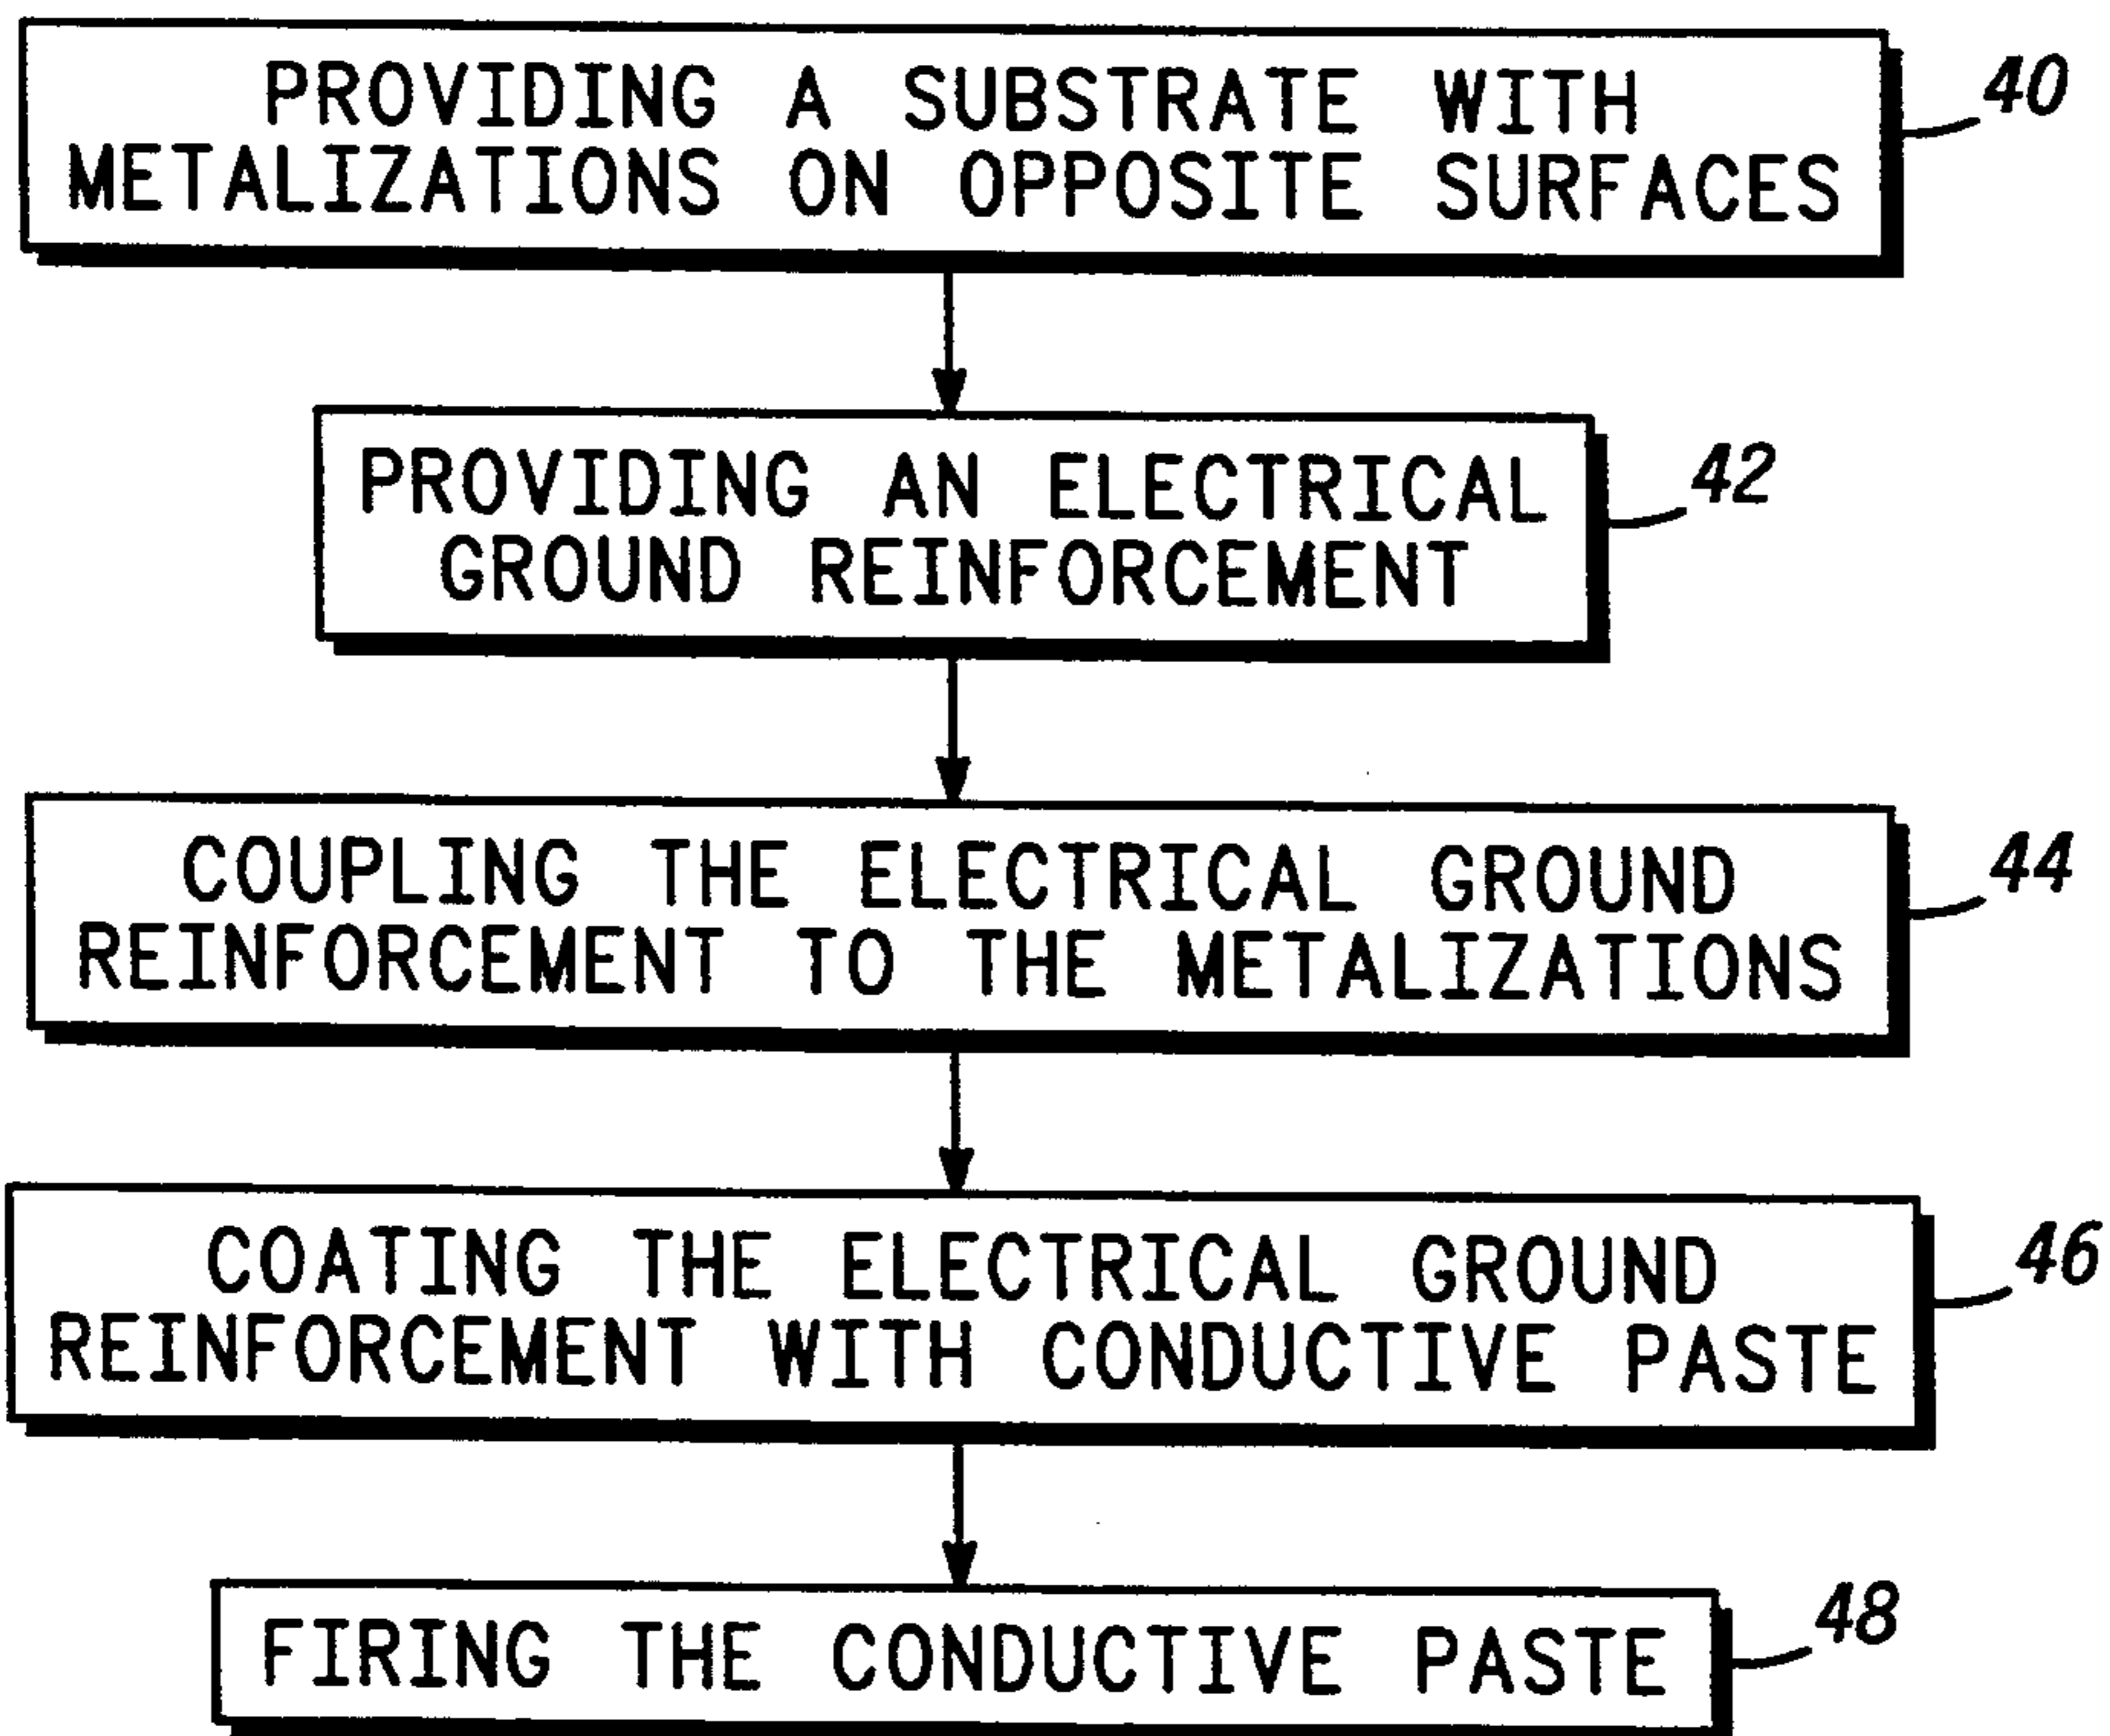 PROVIDING A SUBSTRATE WITH
METALIZATIONS ON OPPOSITE SURFACES
40
PROVIDING AN ELECTRICAL
GROUND REINFORCEMENT
42
COUPLING THE ELECTRICAL GROUND
REINFORCEMENT TO THE METALIZATIONS
44
COATING THE ELECTRICAL GROUND
REINFORCEMENT WITH CONDUCTIVE PASTE
46
FIRING THE CONDUCTIVE PASTE
48